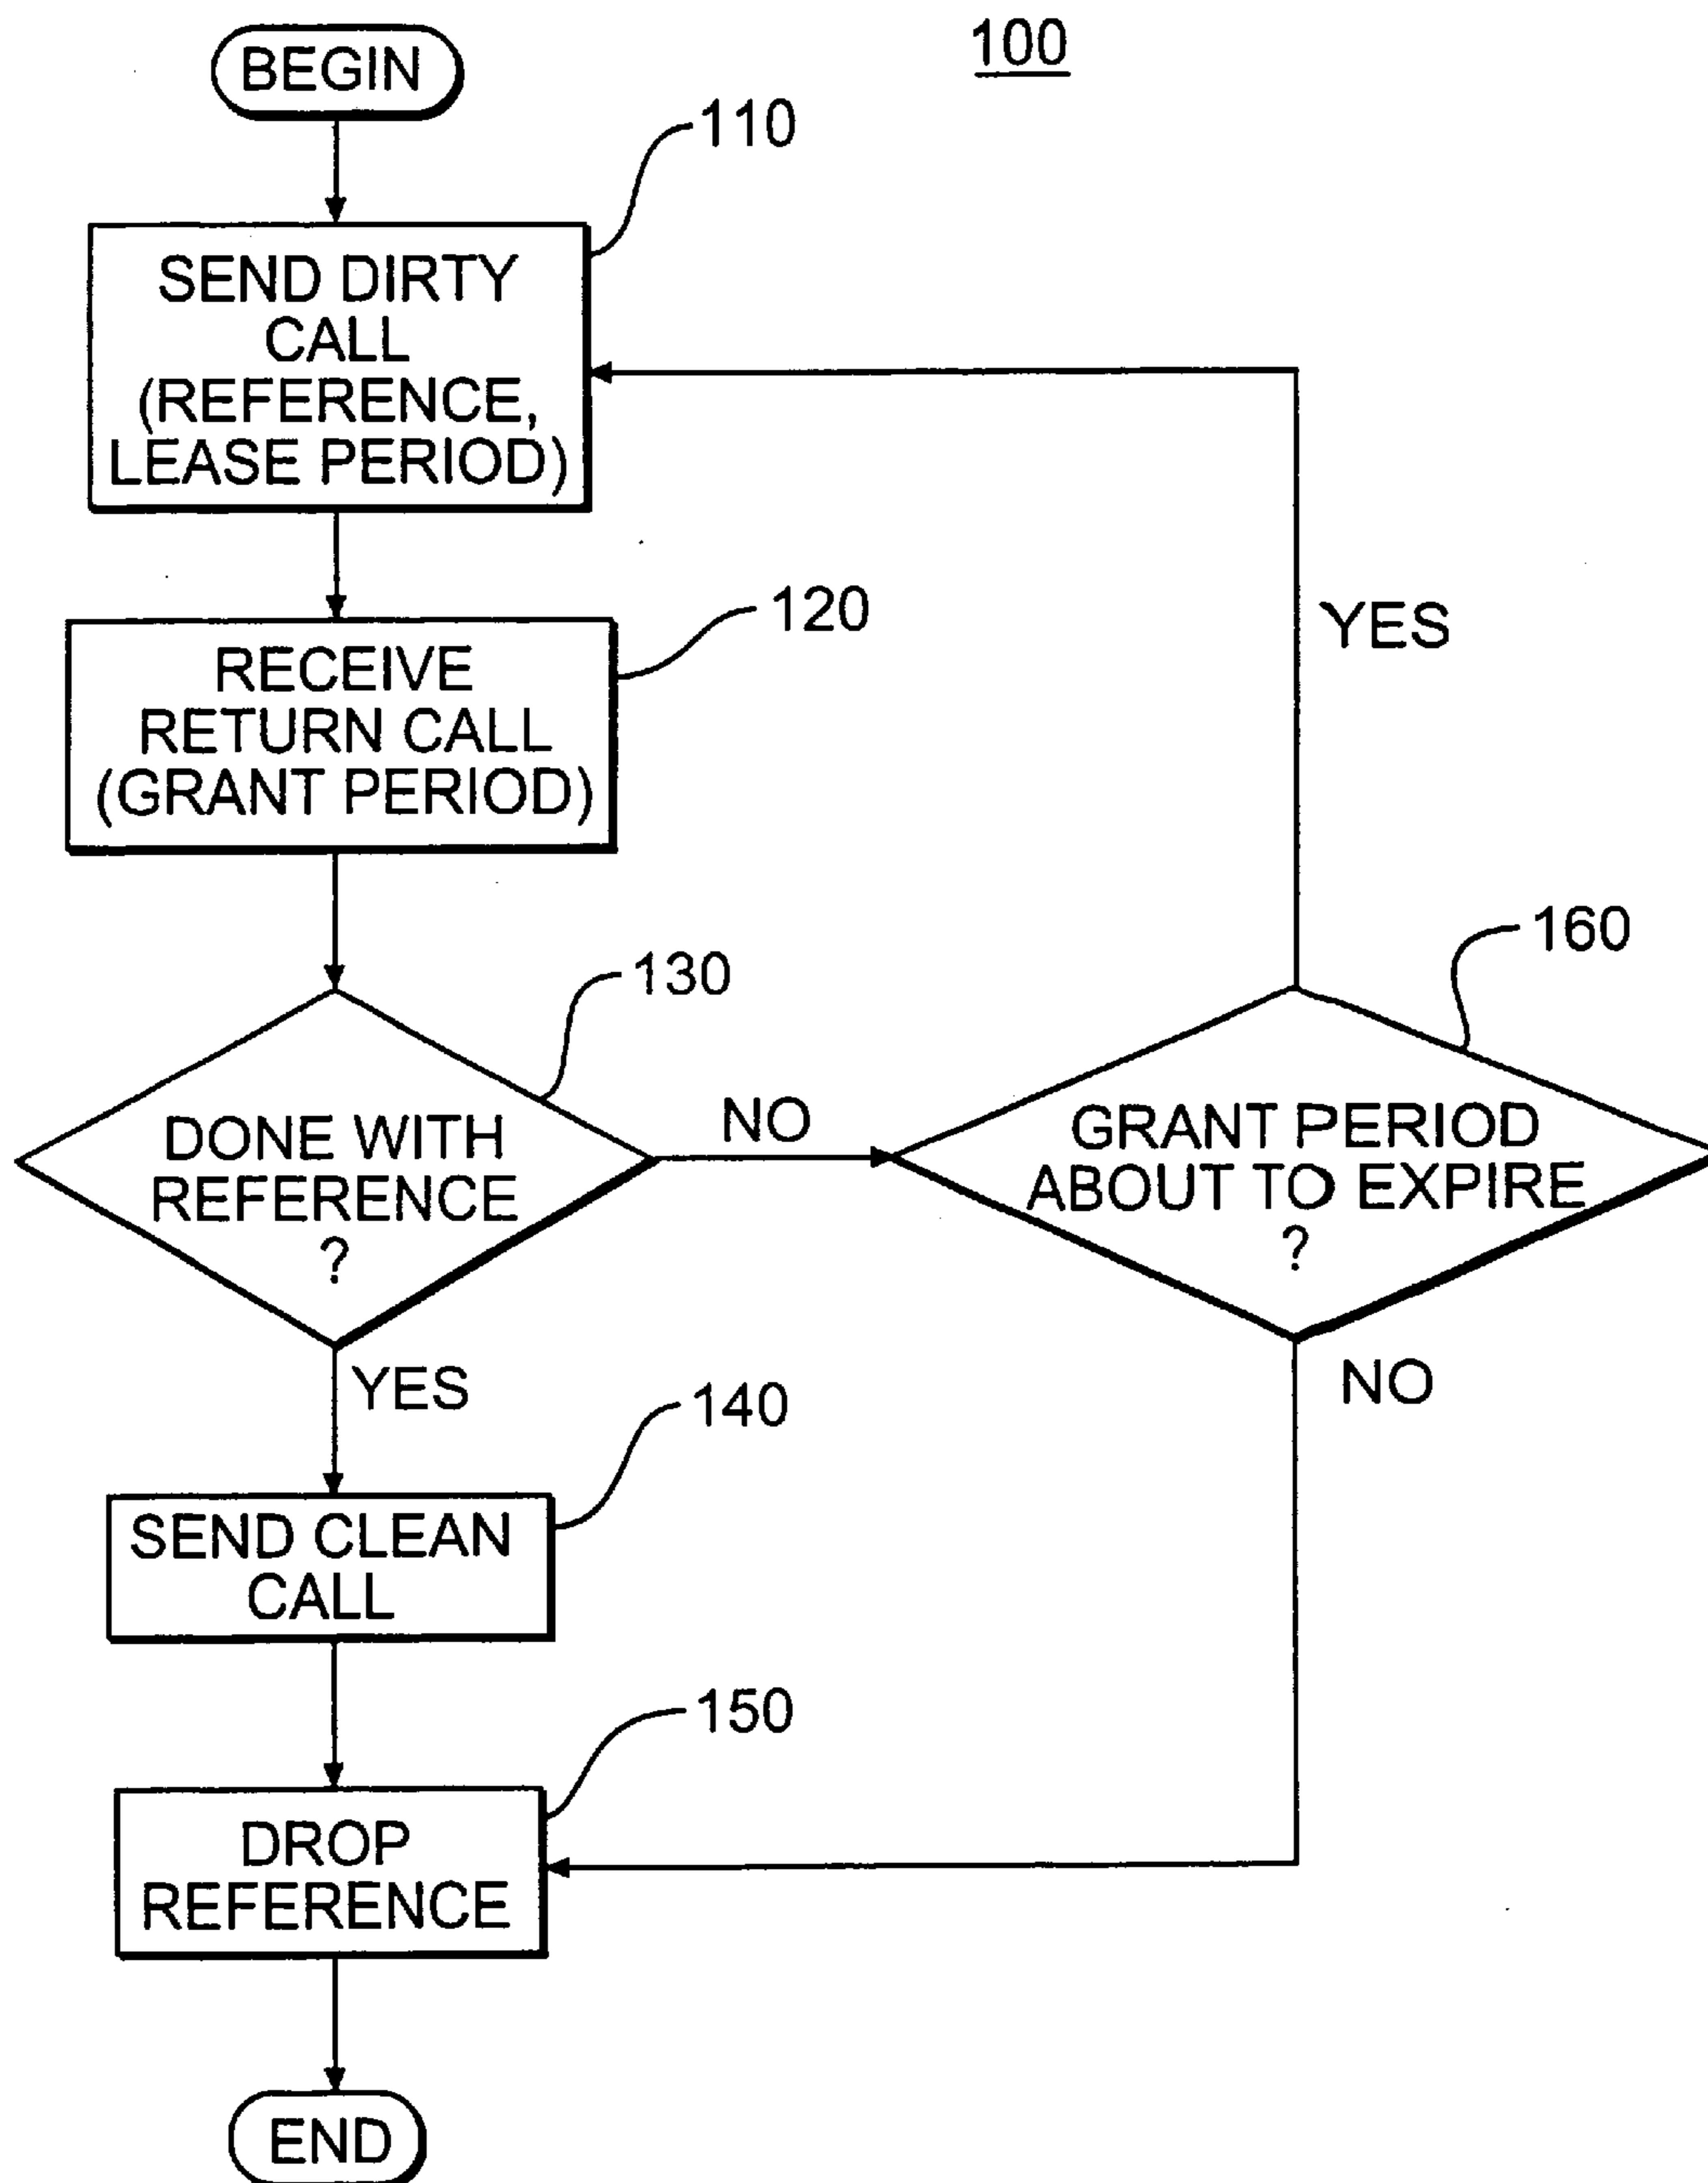 100
BEGIN
110
SEND DIRTY
CALL
(REFERENCE,
LEASE PERIOD)
120
RECEIVE
RETURN CALL
(GRANT PERIOD)
YES
130
DONE WITH
REFERENCE
?
NO
160
GRANT PERIOD
ABOUT TO EXPIRE
?
YES
NO
140
SEND CLEAN
CALL
150
DROP
REFERENCE
END